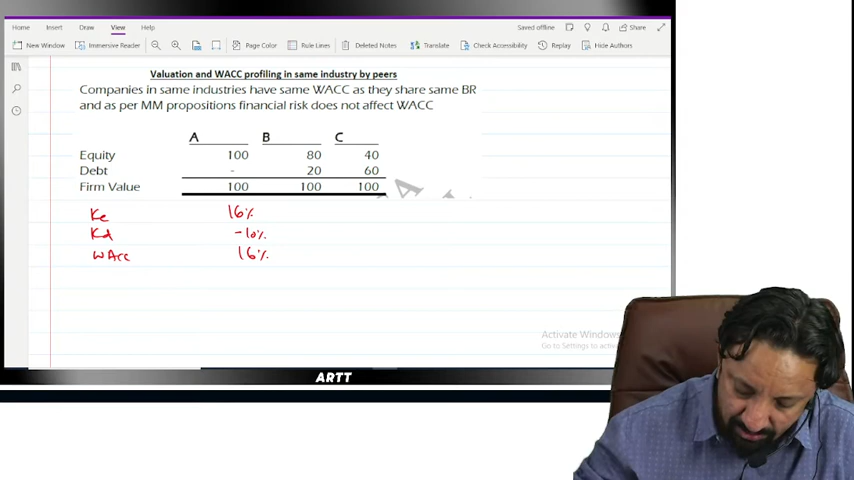 Home Insert Draw View Help Saved offline Share
New Window Immersive Reader Page Color Rule Lines Deleted Notes Translate Check Accessibility Replay Hide Authors
Valuation and WACC profiling in same industry by peers
Companies in same industries have same WACC as they share same BR
and as per MM propositions financial risk does not affect WACC
A B C
Equity 100 80 40
Debt - 20 60
Firm Value 100 100 100
Ke 16%
Kd -10%
WAcc 16%
Activate Windows
Go to Settings to
ARTT